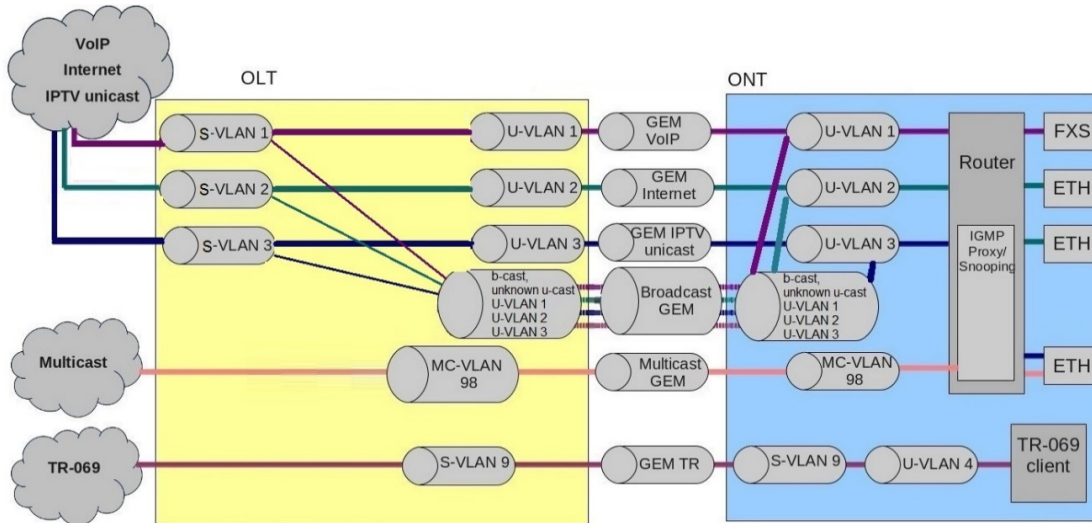 VoIP
Internet
IPTV unicast
OLT
ONT
S-VLAN 1
U-VLAN 1
GEM
VoIP
U-VLAN 1
FXS
Router
S-VLAN 2
U-VLAN 2
GEM
Internet
U-VLAN 2
ETH
S-VLAN 3
U-VLAN 3
GEM IPTV
unicast
U-VLAN 3
IGMP
Proxy/
Snooping
ETH
b-cast,
unknown u-cast
U-VLAN 1
U-VLAN 2
U-VLAN 3
Broadcast
GEM
b-cast,
unknown u-cast
U-VLAN 1
U-VLAN 2
U-VLAN 3
Multicast
MC-VLAN
98
Multicast
GEM
MC-VLAN
98
ETH
TR-069
S-VLAN 9
GEM TR
S-VLAN 9
U-VLAN 4
TR-069
client